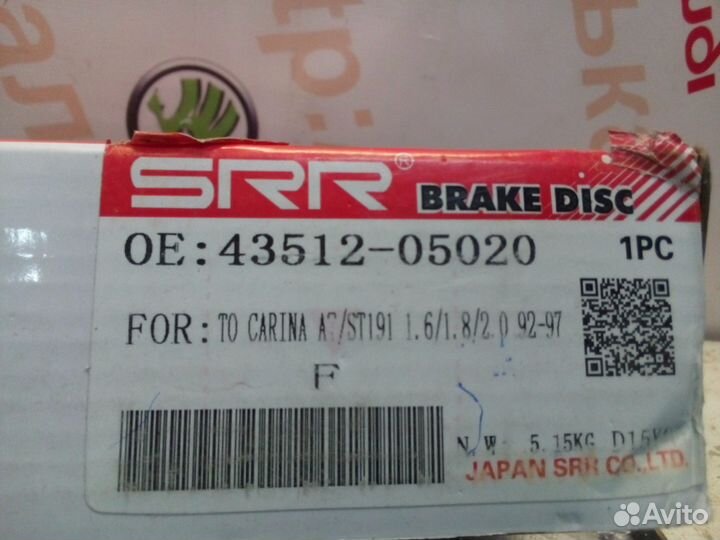 SRR® BRAKE DISC
OE:43512-05020 1PC
FOR: TO CARINA 1.6/1.8/2.0 92-97
F
N.W. 5.15KG
JAPAN SRR CO.,LTD.
Avito